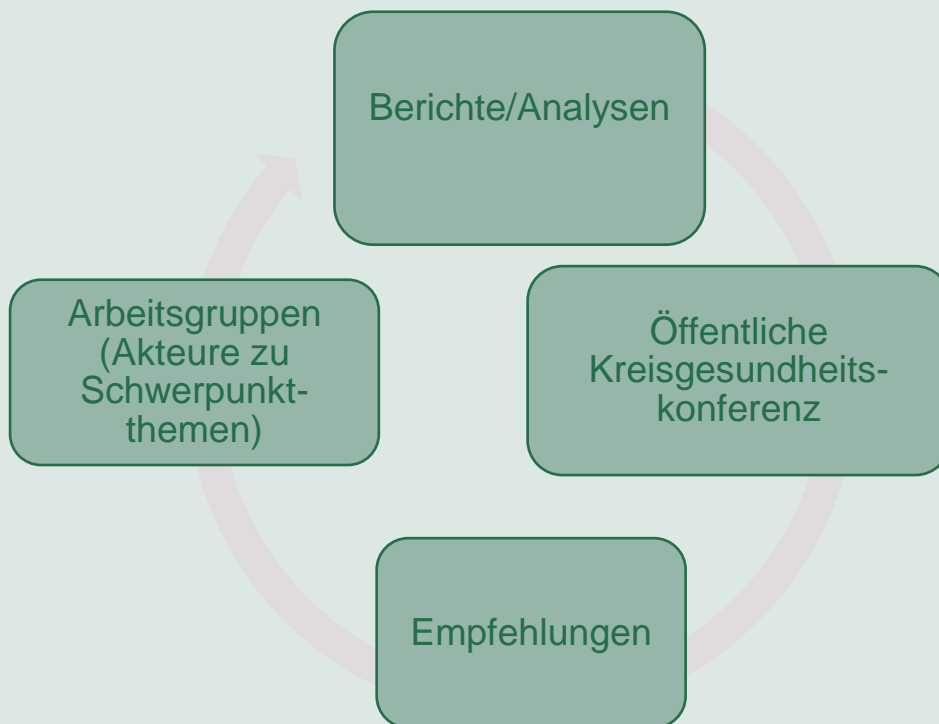 Berichte/Analysen
Öffentliche
Kreisgesundheits-
konferenz
Empfehlungen
Arbeitsgruppen
(Akteure zu
Schwerpunkt-
themen)